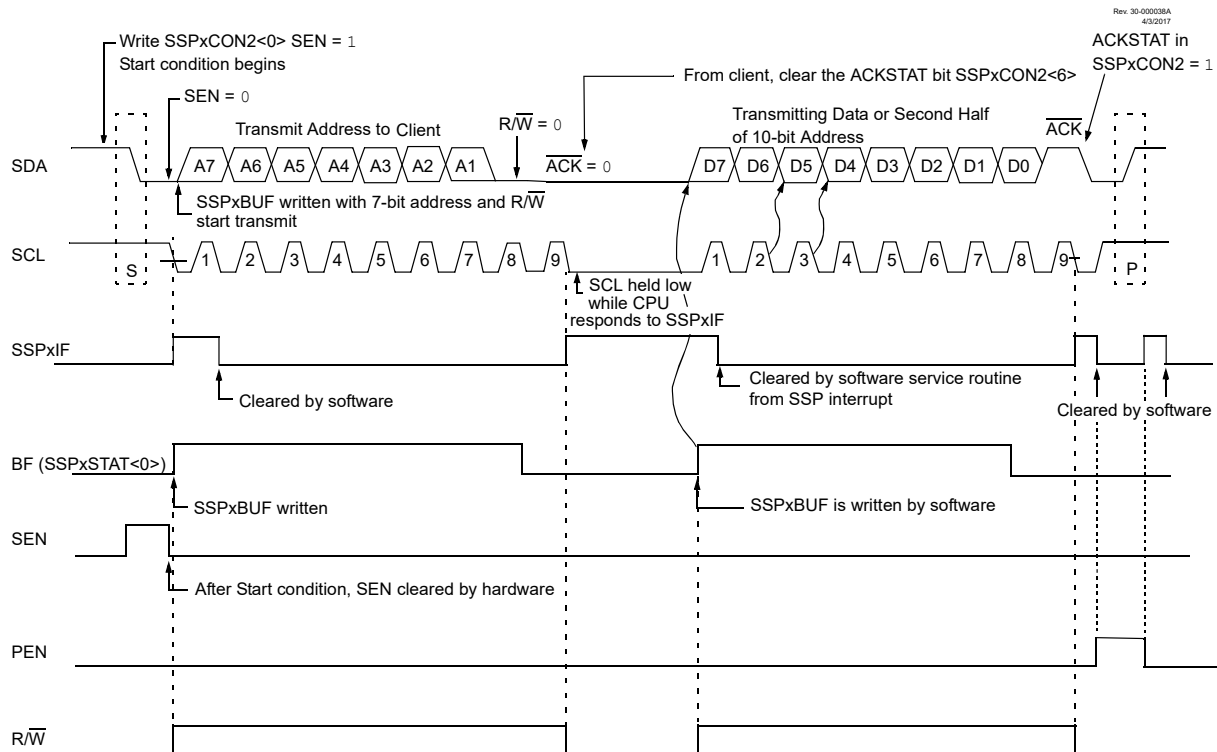 Rev. 30-000038A
4/3/2017
Write SSPxCON2<0> SEN = 1
Start condition begins
ACKSTAT in
SSPxCON2 = 1
From client, clear the ACKSTAT bit SSPxCON2<6>
SEN = 0
Transmit Address to Client
R/W̅ = 0
Transmitting Data or Second Half
of 10-bit Address
A̅C̅K̅
SDA
A7 A6 A5 A4 A3 A2 A1
A̅C̅K̅ = 0
D7 D6 D5 D4 D3 D2 D1 D0
SSPxBUF written with 7-bit address and R/W̅
start transmit
SCL
S
1 2 3 4 5 6 7 8 9
1 2 3 4 5 6 7 8 9
P
SCL held low
while CPU
responds to SSPxIF
SSPxIF
Cleared by software
Cleared by software service routine
from SSP interrupt
Cleared by software
BF (SSPxSTAT<0>)
SSPxBUF written
SSPxBUF is written by software
SEN
After Start condition, SEN cleared by hardware
PEN
R/W̅